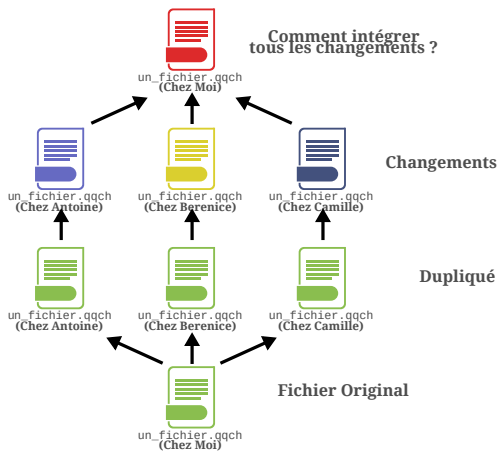 Comment intégrer
tous les changements ?
un_fichier.qqch
(Chez Moi)
Changements
un_fichier.qqch
(Chez Antoine)
un_fichier.qqch
(Chez Berenice)
un_fichier.qqch
(Chez Camille)
Dupliqué
un_fichier.qqch
(Chez Antoine)
un_fichier.qqch
(Chez Berenice)
un_fichier.qqch
(Chez Camille)
Fichier Original
un_fichier.qqch
(Chez Moi)